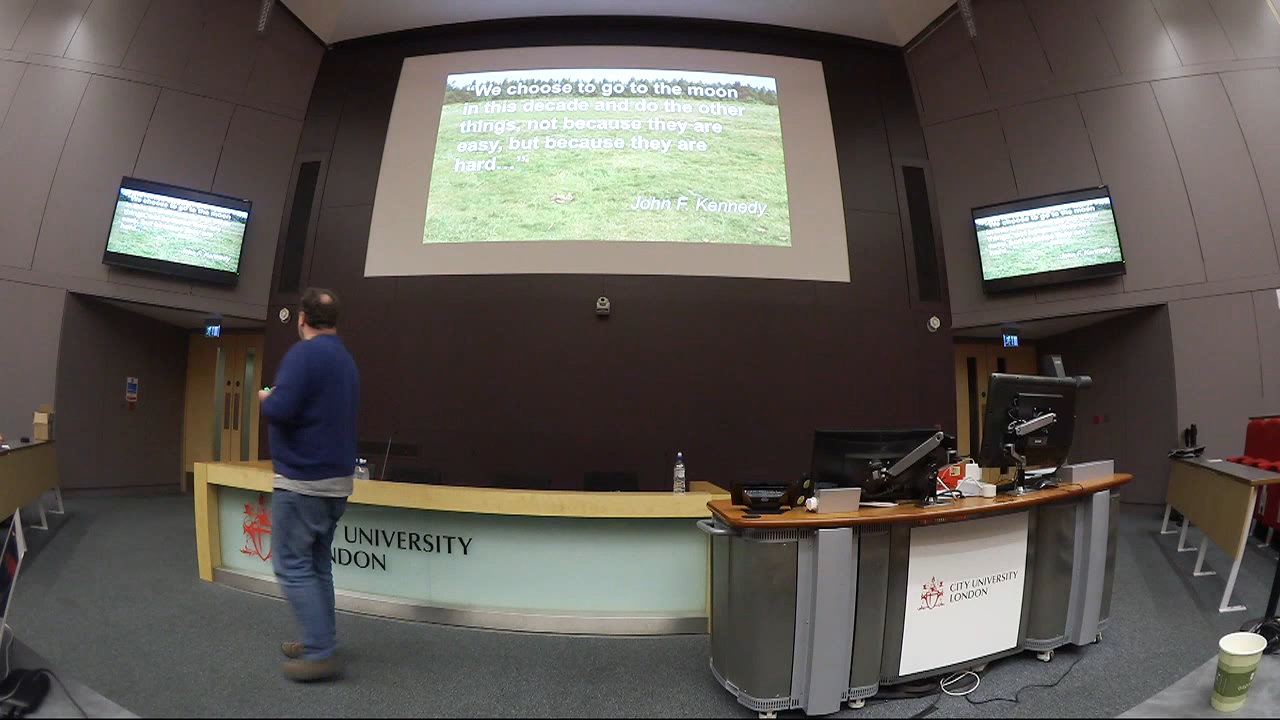 “We choose to go to the moon
in this decade and do the other
things, not because they are
easy, but because they are
hard…”
John F. Kennedy
Y UNIVERSITY
NDON
CITY UNIVERSITY
LONDON